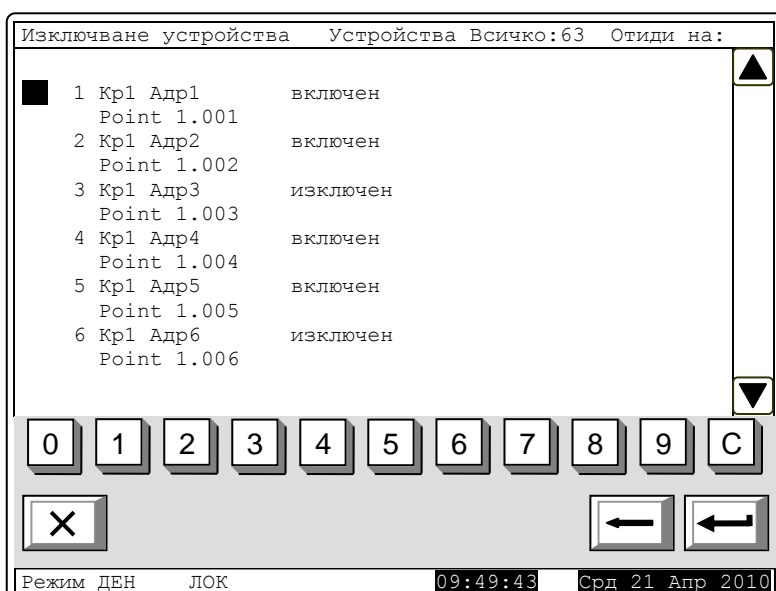 Изключване устройства Устройства Всичко:63 Отиди на:
1 Кр1 Адр1 включен
Point 1.001
2 Кр1 Адр2 включен
Point 1.002
3 Кр1 Адр3 изключен
Point 1.003
4 Кр1 Адр4 включен
Point 1.004
5 Кр1 Адр5 включен
Point 1.005
6 Кр1 Адр6 изключен
Point 1.006
0 1 2 3 4 5 6 7 8 9 C
Режим ДЕН ЛОК 09:49:43 Срд 21 Апр 2010